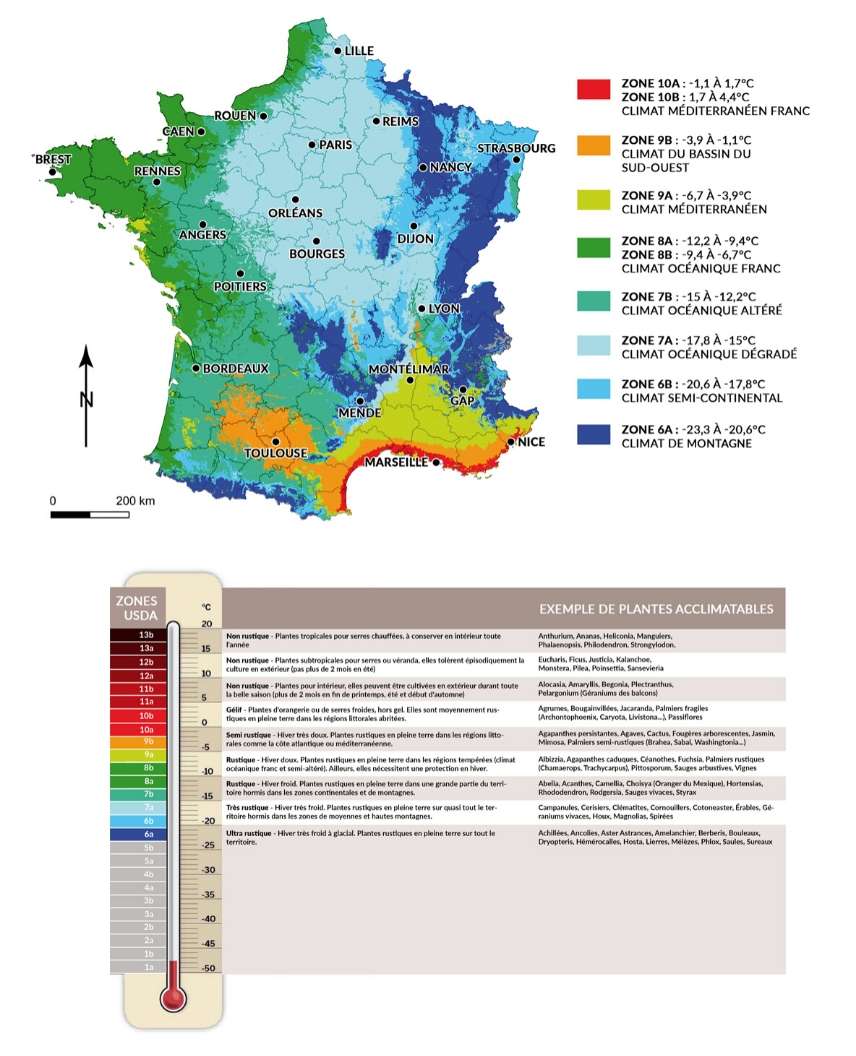 LILLE
ROUEN
REIMS
CAEN
PARIS
STRASBOURG
BREST
NANCY
RENNES
ORLÉANS
ANGERS
DIJON
BOURGES
POITIERS
LYON
BORDEAUX
MONTÉLIMAR
GAP
MENDE
NICE
TOULOUSE
MARSEILLE
N
0 200 km
ZONE 10A : -1,1 À 1,7°C
ZONE 10B : 1,7 À 4,4°C
CLIMAT MÉDITERRANÉEN FRANC
ZONE 9B : -3,9 À -1,1°C
CLIMAT DU BASSIN DU
SUD-OUEST
ZONE 9A : -6,7 À -3,9°C
CLIMAT MÉDITERRANÉEN
ZONE 8A : -12,2 À -9,4°C
ZONE 8B : -9,4 À -6,7°C
CLIMAT OCÉANIQUE FRANC
ZONE 7B : -15 À -12,2°C
CLIMAT OCÉANIQUE ALTÉRÉ
ZONE 7A : -17,8 À -15°C
CLIMAT OCÉANIQUE DÉGRADÉ
ZONE 6B : -20,6 À -17,8°C
CLIMAT SEMI-CONTINENTAL
ZONE 6A : -23,3 À -20,6°C
CLIMAT DE MONTAGNE
ZONES
USDA
°C
EXEMPLE DE PLANTES ACCLIMATABLES
13b
13a
12b
12a
11b
11a
10b
10a
9b
9a
8b
8a
7b
7a
6b
6a
5b
5a
4b
4a
3b
3a
2b
2a
1b
1a
20
15
10
5
0
-5
-10
-15
-20
-25
-30
-35
-40
-45
-50
Non rustique - Plantes tropicales pour serres chauffées, à conserver en intérieur toute
l'année
Anthurium, Ananas, Heliconia, Manguiers,
Phalaenopsis, Philodendron, Strongylodon,
Non rustique - Plantes subtropicales pour serres ou véranda, elles tolèrent épisodiquement la
culture en extérieur (pas plus de 2 mois en été)
Eucharis, Ficus, Justicia, Kalanchoe,
Monstera, Pilea, Poinsettia, Sansevieria
Non rustique - Plantes pour intérieur, elles peuvent être cultivées en extérieur durant toute
la belle saison (plus de 2 mois en fin de printemps, été et début d'automne)
Alocasia, Amaryllis, Begonia, Plectranthus,
Pelargonium (Géraniums des balcons)
Gélif - Plantes d'orangerie ou de serres froides, hors gel. Elles sont moyennement rus-
tiques en pleine terre dans les régions littorales abritées.
Agrumes, Bougainvillées, Jacaranda, Palmiers fragiles
(Archontophoenix, Caryota, Livistona...), Passiflores
Semi rustique - Hiver très doux. Plantes rustiques en pleine terre dans les régions litto-
rales comme la côte atlantique ou méditerranéenne.
Agapanthes persistantes, Agaves, Cactus, Fougères arborescentes, Jasmin,
Mimosa, Palmiers semi-rustiques (Brahea, Sabal, Washingtonia...)
Rustique - Hiver doux. Plantes rustiques en pleine terre dans les régions tempérées (climat
océanique franc et semi-altéré). Ailleurs, elles nécessitent une protection en hiver.
Albizzia, Agapanthes caduques, Céanothes, Fuchsia, Palmiers rustiques
(Chamaerops, Trachycarpus), Pittosporum, Sauges arbustives, Vignes
Rustique - Hiver froid. Plantes rustiques en pleine terre dans une grande partie du terri-
toire hormis dans les zones continentales et de montagnes.
Abelia, Acanthes, Camellia, Choisya (Oranger du Mexique), Hortensias,
Rhododendron, Rodgersia, Sauges vivaces, Styrax
Très rustique - Hiver très froid. Plantes rustiques en pleine terre sur quasi tout le ter-
ritoire hormis dans les zones de moyennes et hautes montagnes.
Campanules, Cerisiers, Clématites, Cornouillers, Cotoneaster, Érables, Gé-
raniums vivaces, Houx, Magnolias, Spirées
Ultra rustique - Hiver très froid à glacial. Plantes rustiques en pleine terre sur tout le
territoire.
Achillées, Ancolies, Aster Astrances, Amelanchier, Berberis, Bouleaux,
Dryopteris, Hémérocalles, Hosta, Lierres, Mélèzes, Phlox, Saules, Sureaux